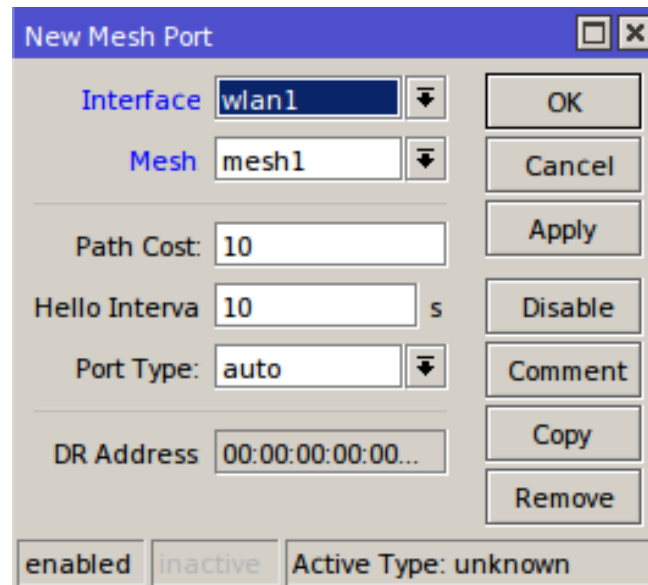 New Mesh Port
Interface wlan1 OK
Mesh mesh1 Cancel
Path Cost: 10 Apply
Hello Interva 10 s Disable
Port Type: auto Comment
DR Address 00:00:00:00:00... Copy
Remove
enabled inactive Active Type: unknown